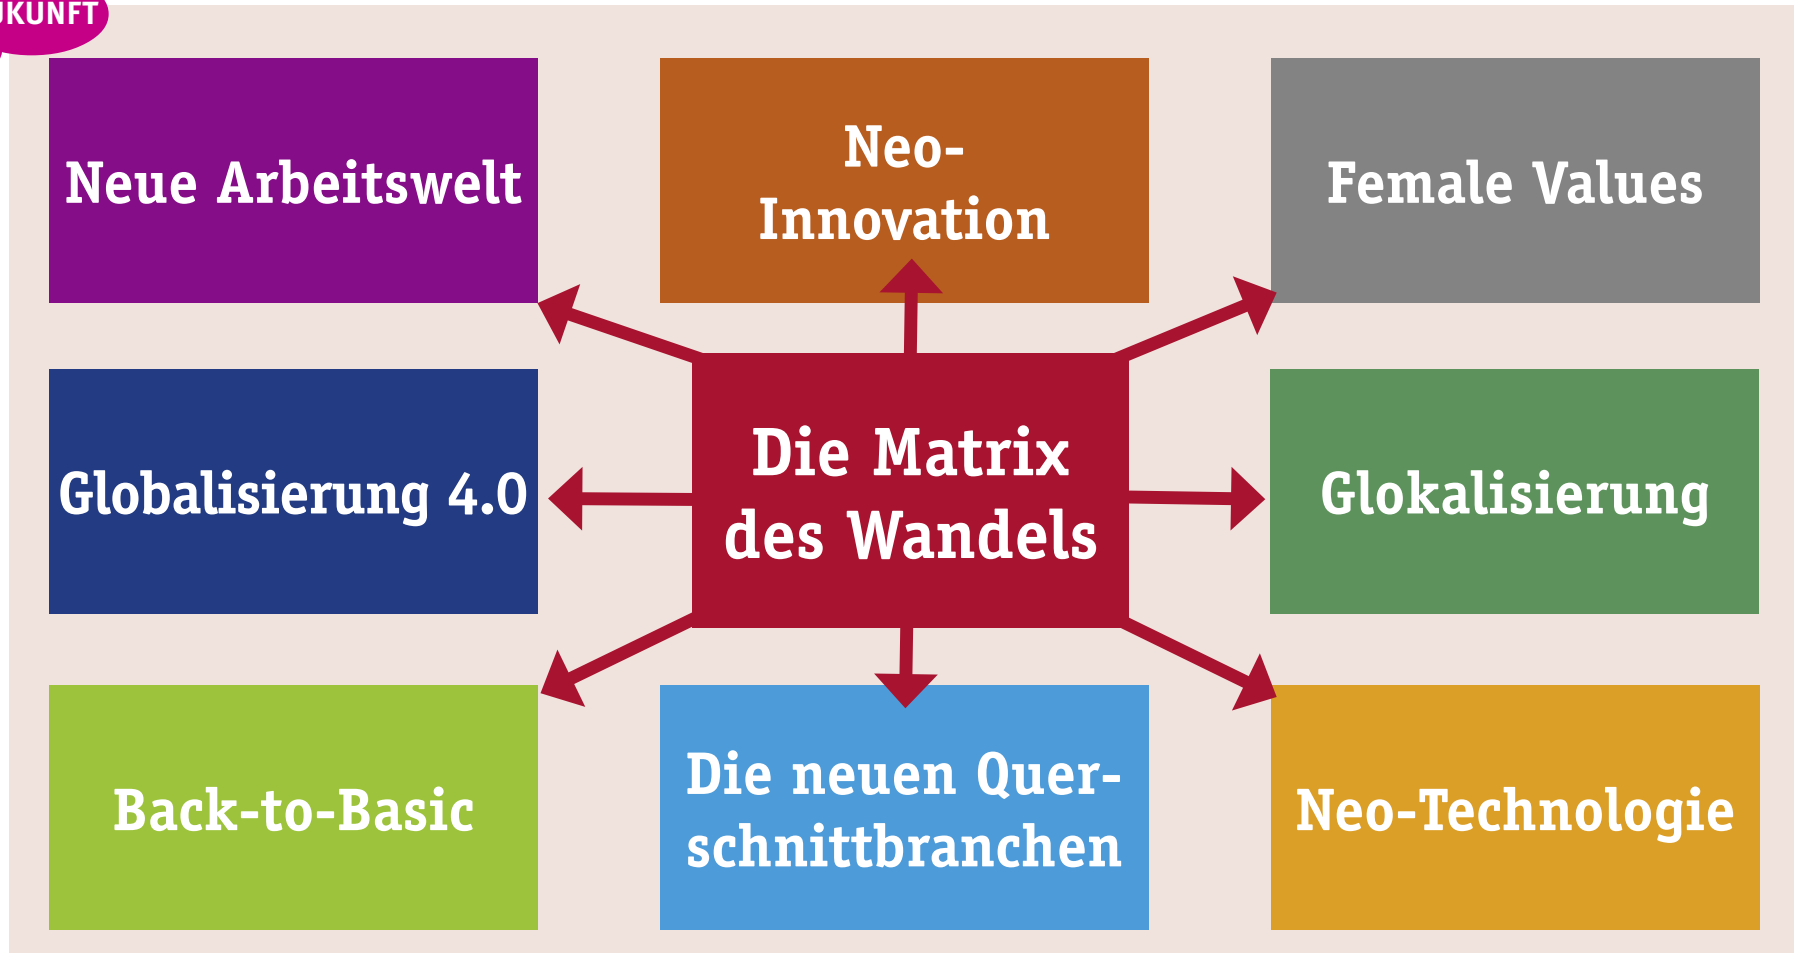 Neue Arbeitswelt
Neo-
Innovation
Female Values
Globalisierung 4.0
Die Matrix
des Wandels
Glokalisierung
Back-to-Basic
Die neuen Quer-
schnittbranchen
Neo-Technologie